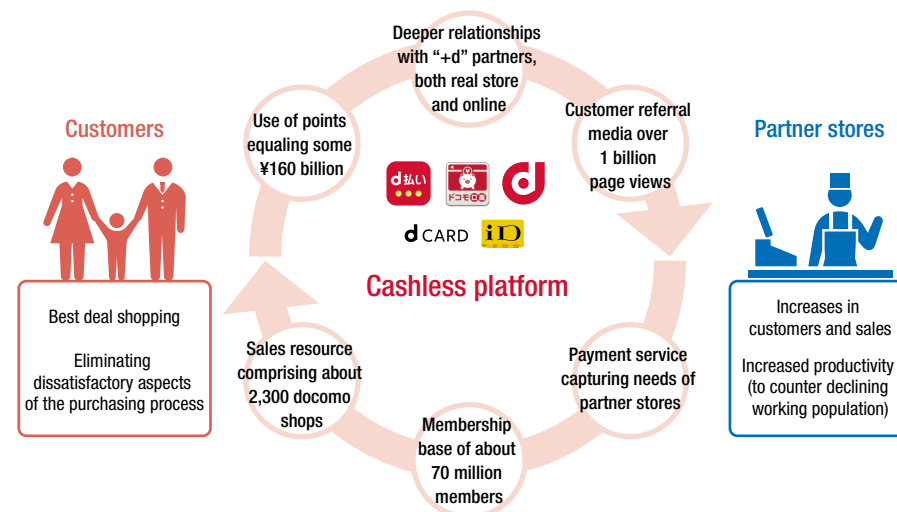 Deeper relationships
with “+d” partners,
both real store
and online
Customers
Use of points
equaling some
¥160 billion
Customer referral
media over
1 billion
page views
Partner stores
d払い
ドコモ口座
d
d CARD
iD
Cashless platform
Best deal shopping
Eliminating
dissatisfactory aspects
of the purchasing process
Sales resource
comprising about
2,300 docomo
shops
Payment service
capturing needs of
partner stores
Increases in
customers and sales
Increased productivity
(to counter declining
working population)
Membership
base of about
70 million
members